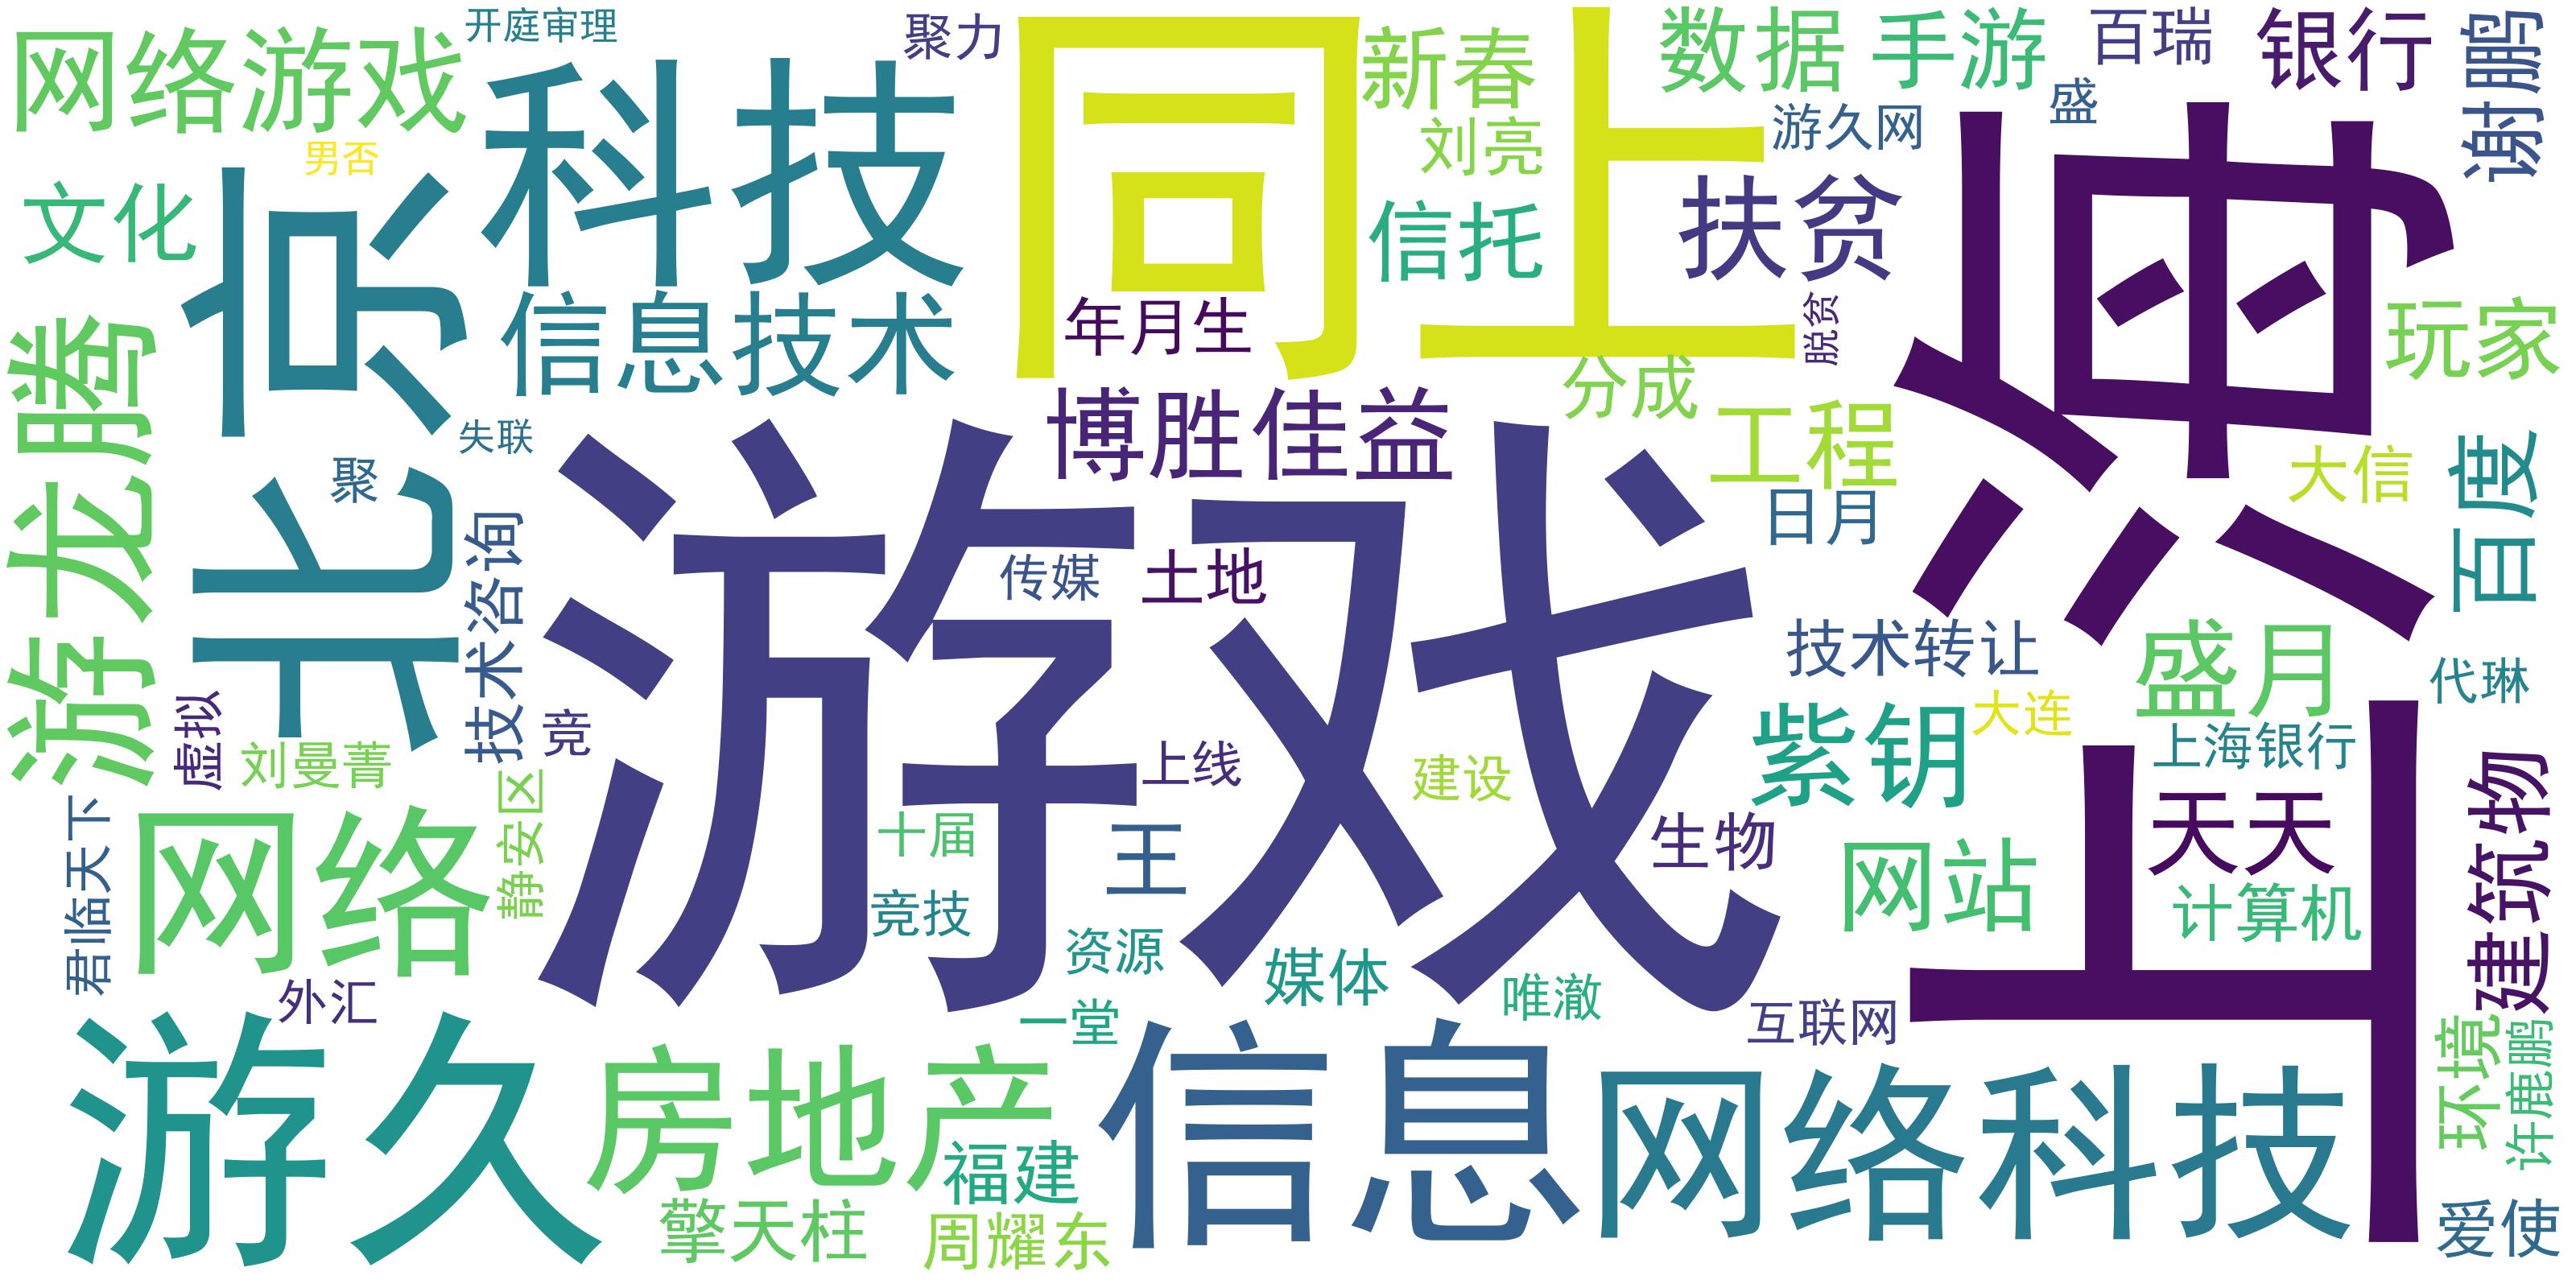 网络游戏
开庭审理
聚力
同上
新春
数据
手游
百瑞
银行
谢鹏
科技
男否
刘亮
游久网
盛
文化
北京
信托
扶贫
上海
信息技术
年月生
脱贫
玩家
游龙腾
失联
博胜佳益
分成
工程
大信
百度
聚
日月
技术咨询
游戏
传媒
土地
技术转让
盛月
代琳
虚拟
刘曼菁
竞
上线
建设
紫钥
大连
上海银行
建筑物
君临天下
静安区
网络
十届
王
生物
网站
天天
计算机
竞技
资源
媒体
唯澈
外汇
一堂
互联网
环境
许鹿鹏
游久
房地产
信息
网络科技
福建
擎天柱
周耀东
爱使